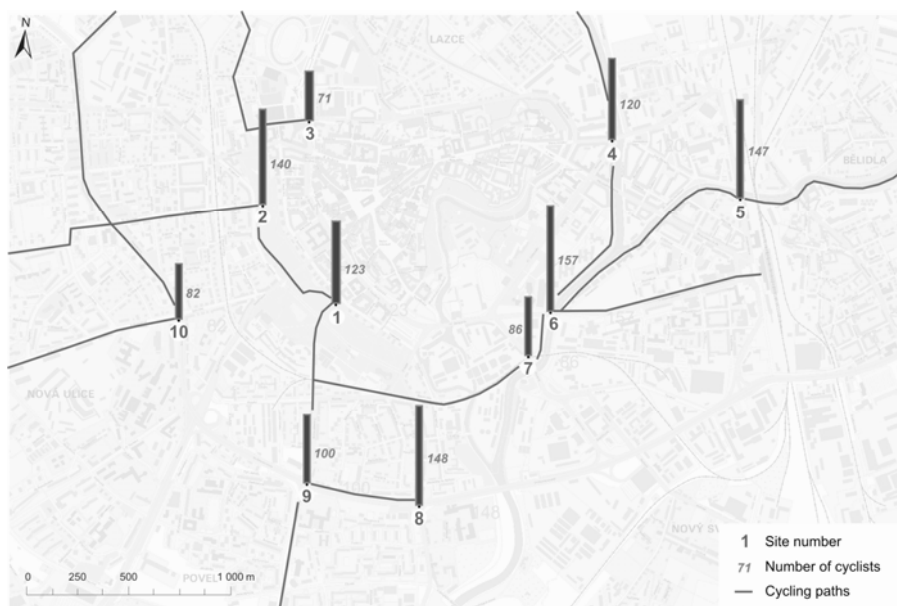 N
LAZCE
71
3
120
4
147
BĚLIDLA
140
2
5
123
1
157
6
82
10
86
7
NOVÁ ULICE
100
9
148
8
NOVÝ SV
POVEL
0 250 500 1 000 m
1 Site number
71 Number of cyclists
Cycling paths